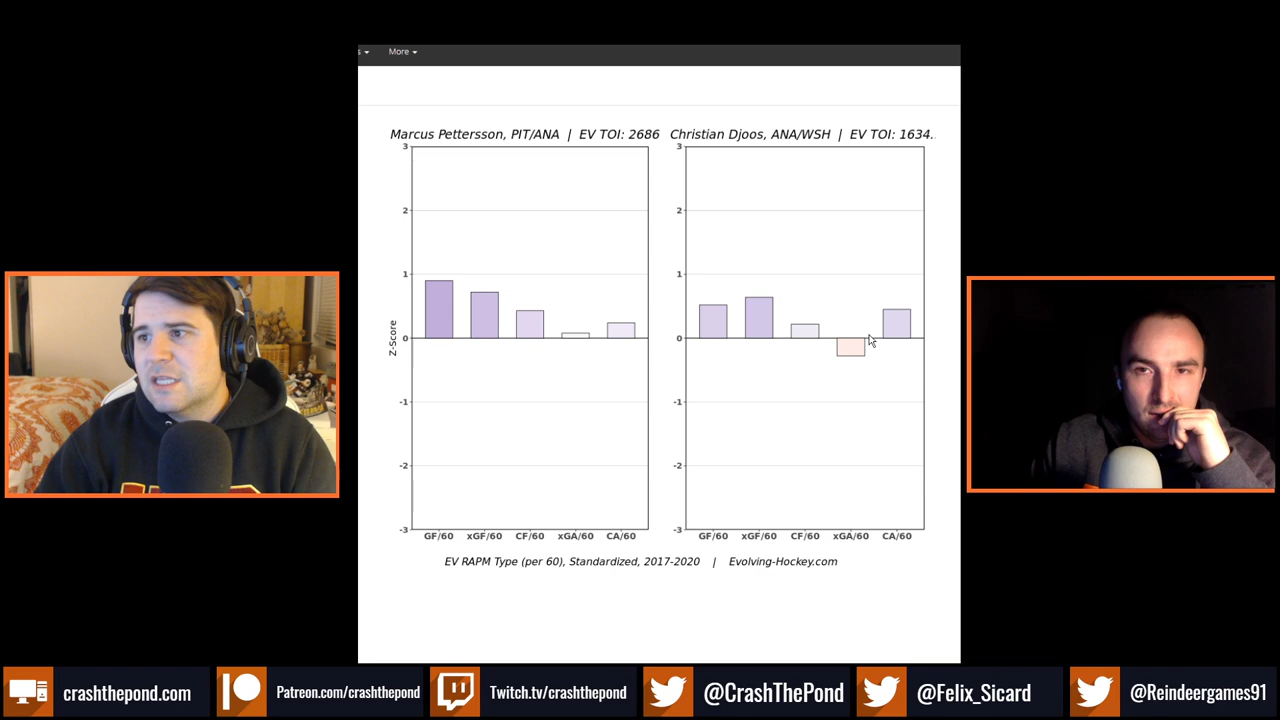 s More
Marcus Pettersson, PIT/ANA | EV TOI: 2686 Christian Djoos, ANA/WSH | EV TOI: 1634.
3 3
2 2
1 1
0 0
Z-Score
-1 -1
-2 -2
-3 -3
GF/60 xGF/60 CF/60 xGA/60 CA/60 GF/60 xGF/60 CF/60 xGA/60 CA/60
EV RAPM Type (per 60), Standardized, 2017-2020 | Evolving-Hockey.com
crashthepond.com Patreon.com/crashthepond Twitch.tv/crashthepond @CrashThePond @Felix_Sicard @Reindeergames91